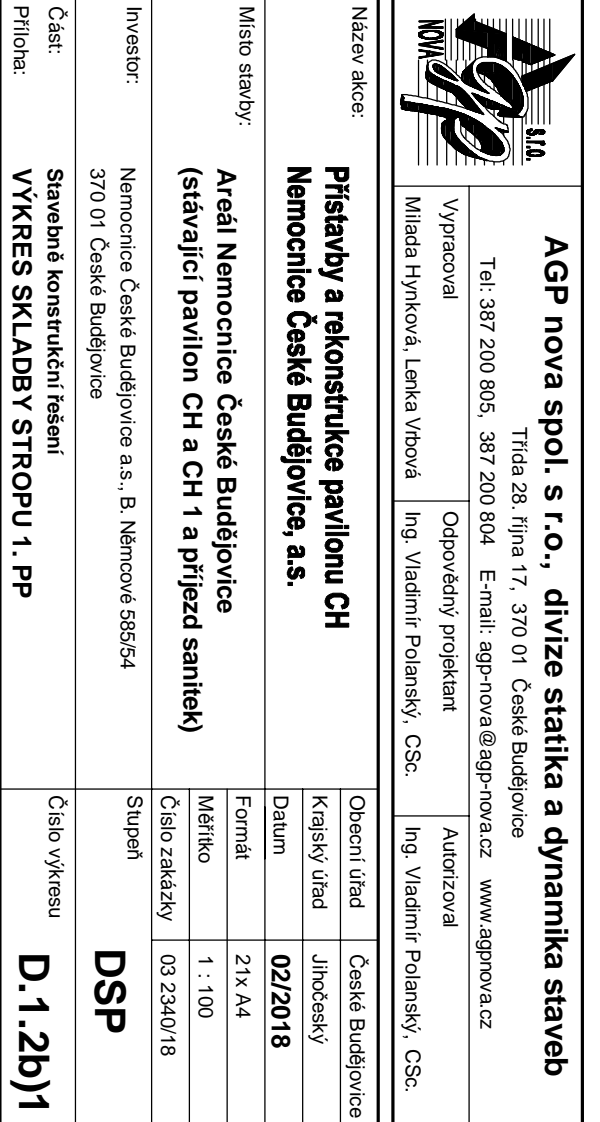 AGP
NOVA
s.r.o.
AGP nova spol. s r.o., divize statika a dynamika staveb
Třída 28. října 17, 370 01 České Budějovice
Tel: 387 200 805, 387 200 804 E-mail: agp-nova@agp-nova.cz www.agpnova.cz
Vypracoval Odpovědný projektant Autorizoval
Milada Hynková, Lenka Vrbová Ing. Vladimír Polanský, CSc. Ing. Vladimír Polanský, CSc.
Název akce:
Přístavby a rekonstrukce pavilonu CH
Nemocnice České Budějovice, a.s.
Místo stavby:
Areál Nemocnice České Budějovice
(stávající pavilon CH a CH 1 a příjezd sanitek)
Investor:
Nemocnice České Budějovice a.s., B. Němcové 585/54
370 01 České Budějovice
Část: Stavebně konstrukční řešení
Příloha: VÝKRES SKLADBY STROPU 1. PP
Obecní úřad České Budějovice
Krajský úřad Jihočeský
Datum 02/2018
Formát 21x A4
Měřítko 1 : 100
Číslo zakázky 03 2340/18
Stupeň
DSP
Číslo výkresu
D.1.2b)1